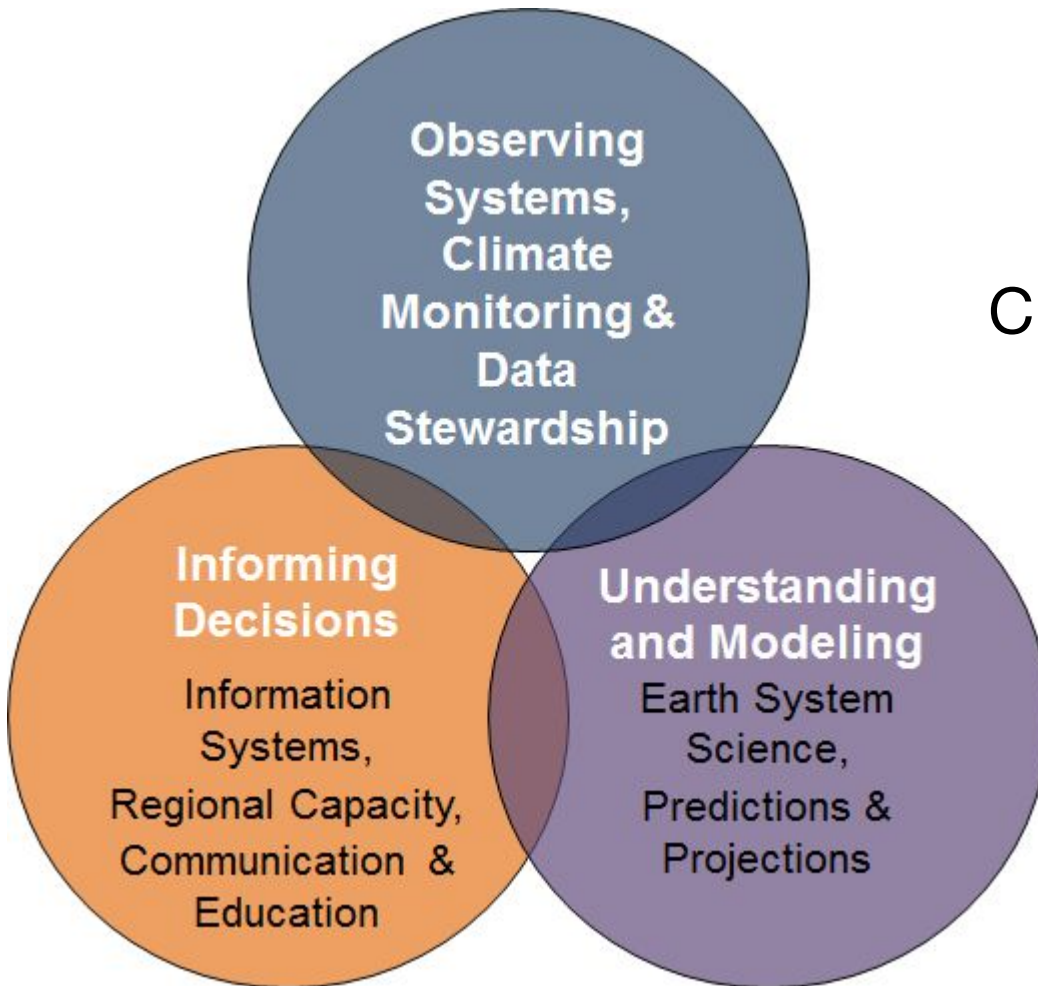 Observing
Systems,
Climate
Monitoring &
Data
Stewardship
C
Informing
Decisions
Information
Systems,
Regional Capacity,
Communication &
Education
Understanding
and Modeling
Earth System
Science,
Predictions &
Projections